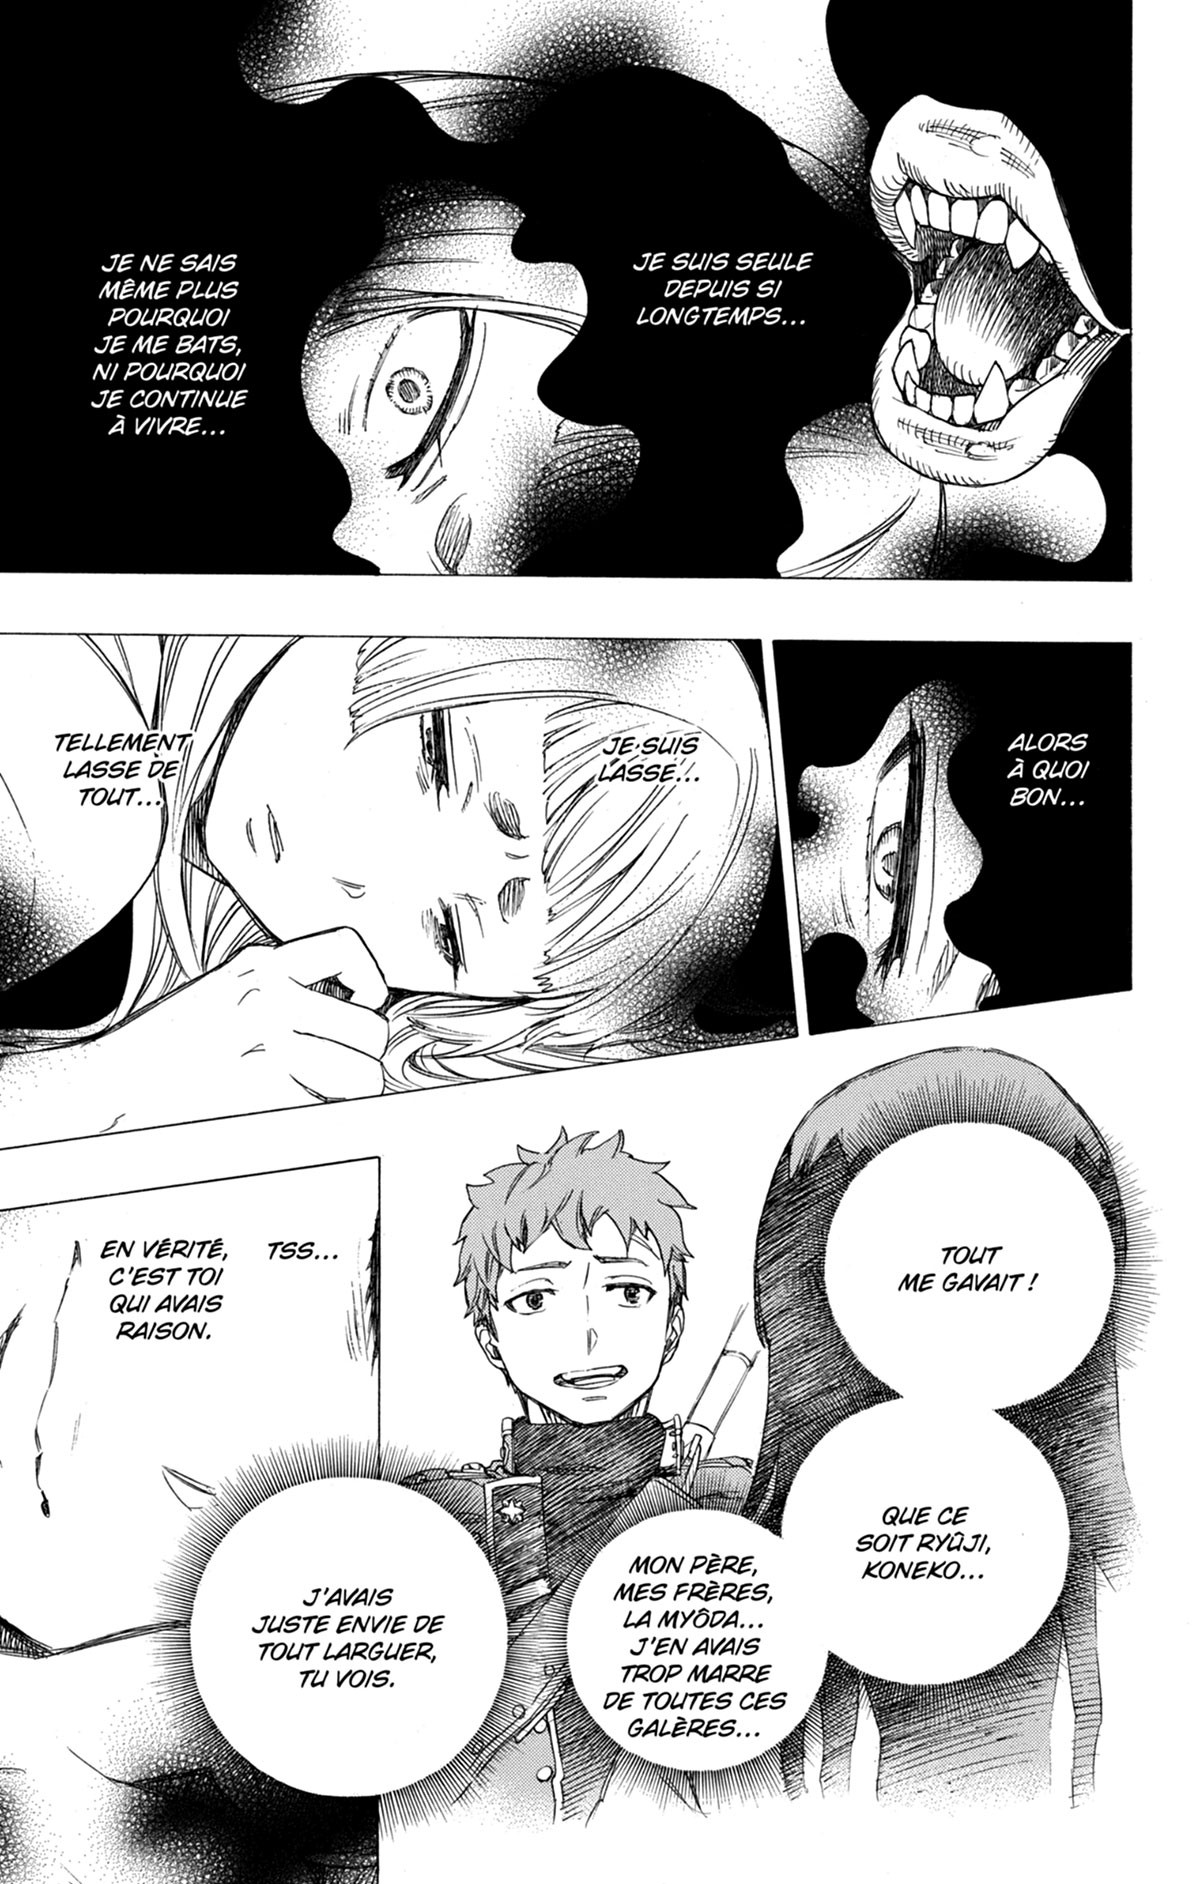 JE SUIS SEULE
DEPUIS SI
LONGTEMPS...
JE NE SAIS
MÊME PLUS
POURQUOI
JE ME BATS,
NI POURQUOI
JE CONTINUE
À VIVRE...
ALORS
À QUOI
BON...
JE SUIS
LASSE...
TELLEMENT
LASSE DE
TOUT...
TOUT
ME GAVAIT !
QUE CE
SOIT RYÛJI,
KONEKO...
MON PÈRE,
MES FRÈRES,
LA MYÔDA...
J'EN AVAIS
TROP MARRE
DE TOUTES CES
GALÈRES...
J'AVAIS
JUSTE ENVIE DE
TOUT LARGUER,
TU VOIS.
TSS...
EN VÉRITÉ,
C'EST TOI
QUI AVAIS
RAISON.